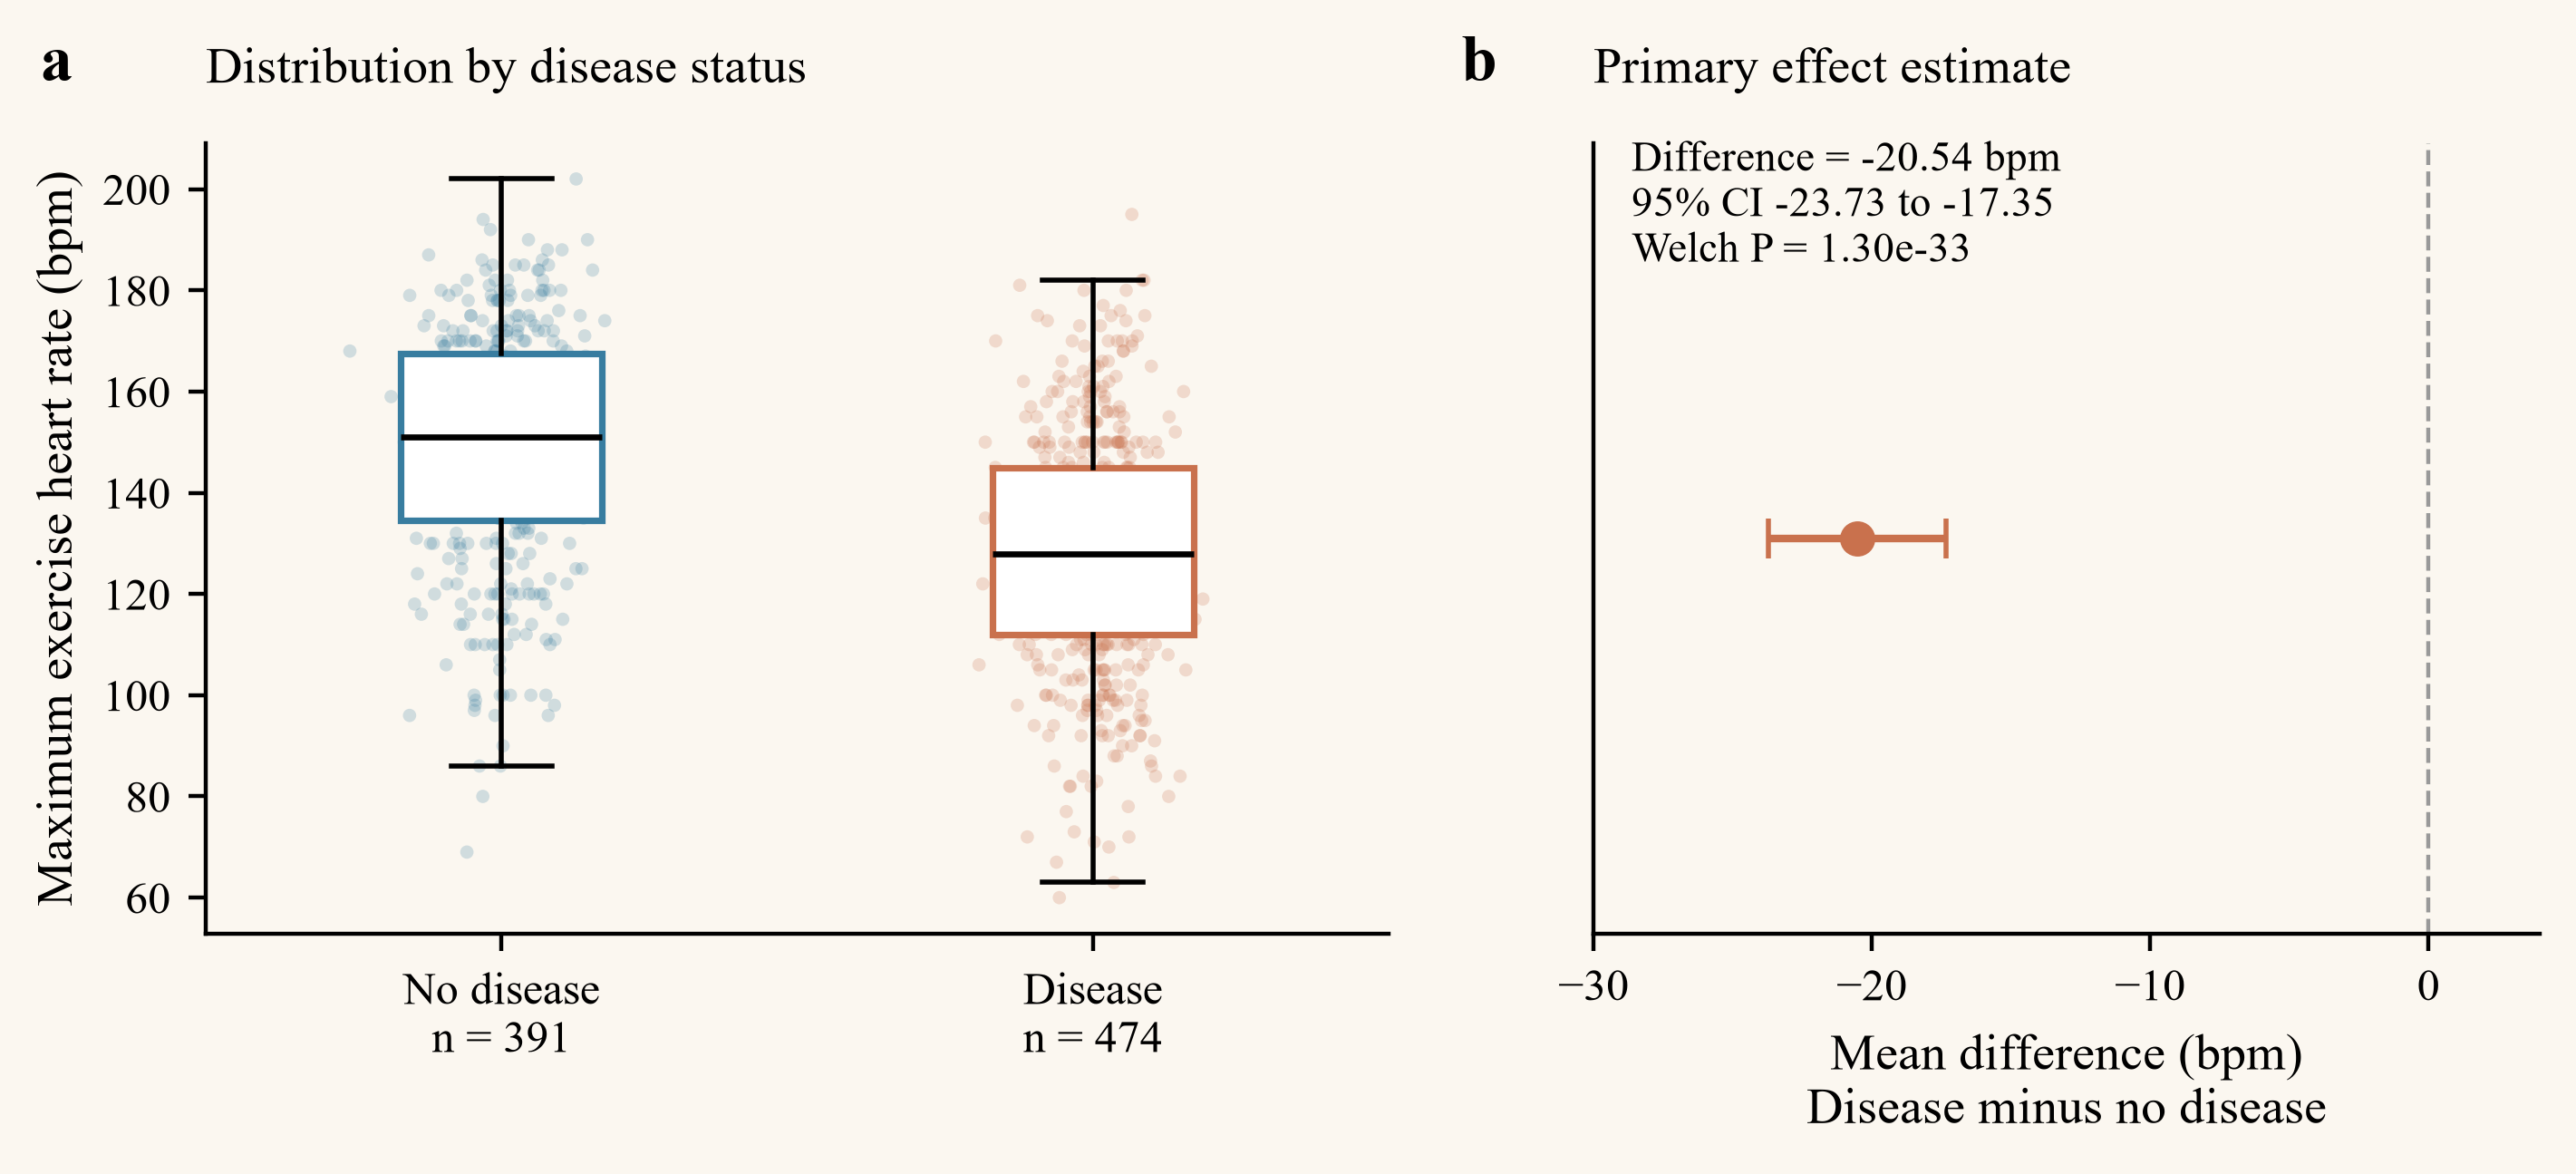 a
Distribution by disease status
Maximum exercise heart rate (bpm)
200
180
160
140
120
100
80
60
No disease
n = 391
Disease
n = 474
b
Primary effect estimate
Difference = -20.54 bpm
95% CI -23.73 to -17.35
Welch P = 1.30e-33
−30
−20
−10
0
Mean difference (bpm)
Disease minus no disease